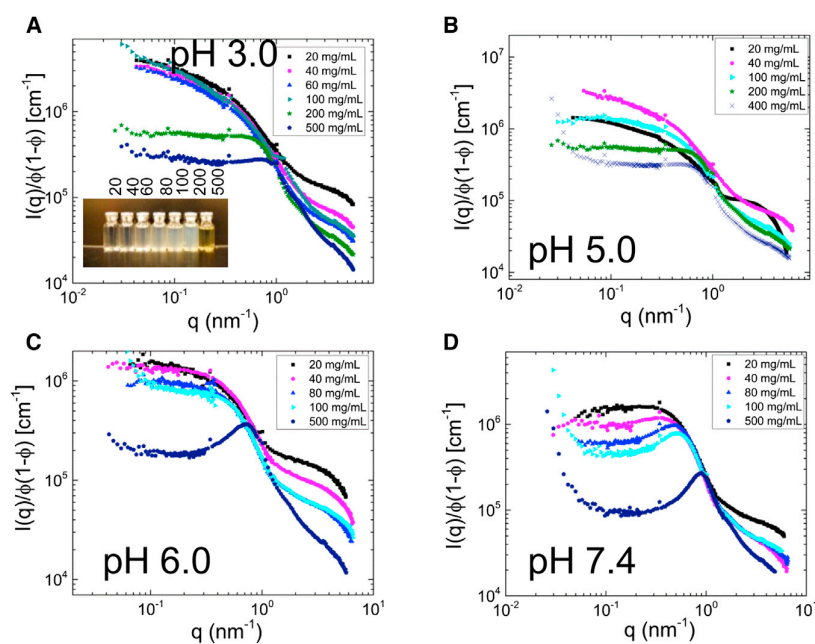 A
pH 3.0
20 mg/mL
40 mg/mL
60 mg/mL
100 mg/mL
200 mg/mL
500 mg/mL
I(q)/ϕ(1-ϕ) [cm⁻¹]
10⁶
10⁵
10⁴
20 40 60 80 100 200 500
10⁻² 10⁻¹ 10⁰ 10¹
q (nm⁻¹)
B
20 mg/mL
40 mg/mL
100 mg/mL
200 mg/mL
400 mg/mL
I(q)/ϕ(1-ϕ) [cm⁻¹]
10⁷
10⁶
10⁵
10⁴
pH 5.0
10⁻² 10⁻¹ 10⁰ 10¹
q (nm⁻¹)
C
20 mg/mL
40 mg/mL
80 mg/mL
100 mg/mL
500 mg/mL
I(q)/ϕ(1-ϕ) [cm⁻¹]
10⁶
10⁵
10⁴
pH 6.0
10⁻¹ 10⁰ 10¹
q (nm⁻¹)
D
20 mg/mL
40 mg/mL
80 mg/mL
100 mg/mL
500 mg/mL
I(q)/ϕ(1-ϕ) [cm⁻¹]
10⁷
10⁶
10⁵
10⁴
pH 7.4
10⁻² 10⁻¹ 10⁰ 10¹
q (nm⁻¹)